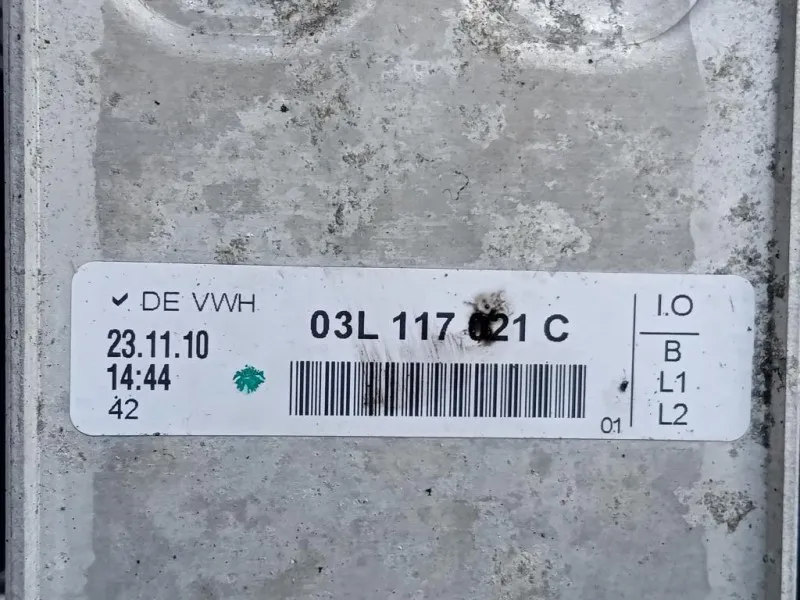 ✓ DE VWH
23.11.10
14:44
42
03L 117 021 C
01
I.O
B
L1
L2